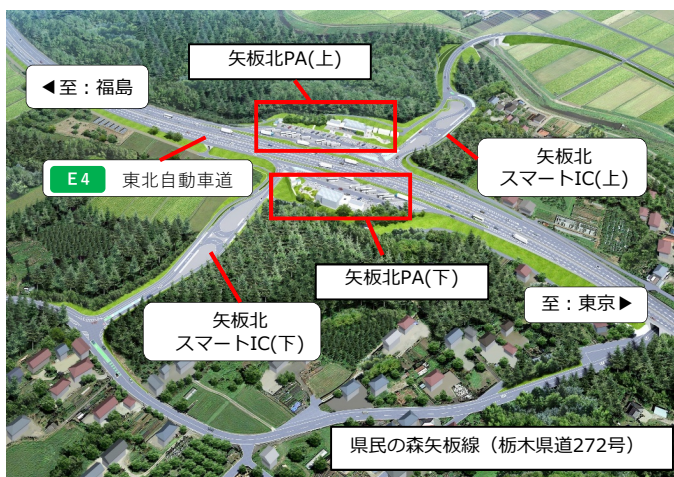 矢板北PA(上)
◀至：福島
矢板北
スマートIC(上)
E4 東北自動車道
矢板北PA(下)
至：東京▶
矢板北
スマートIC(下)
県民の森矢板線（栃木県道272号）